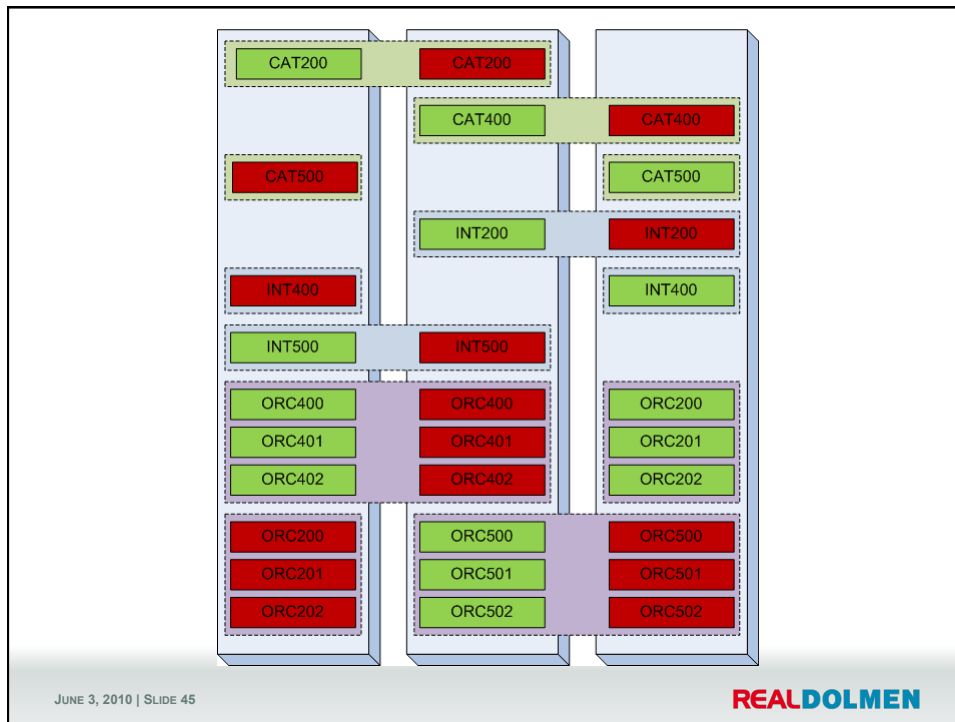 CAT200 CAT200
CAT400 CAT400
CAT500 CAT500
INT200 INT200
INT400 INT400
INT500 INT500
ORC400 ORC400 ORC200
ORC401 ORC401 ORC201
ORC402 ORC402 ORC202
ORC200 ORC500 ORC500
ORC201 ORC501 ORC501
ORC202 ORC502 ORC502
JUNE 3, 2010 | SLIDE 45
REALDOLMEN